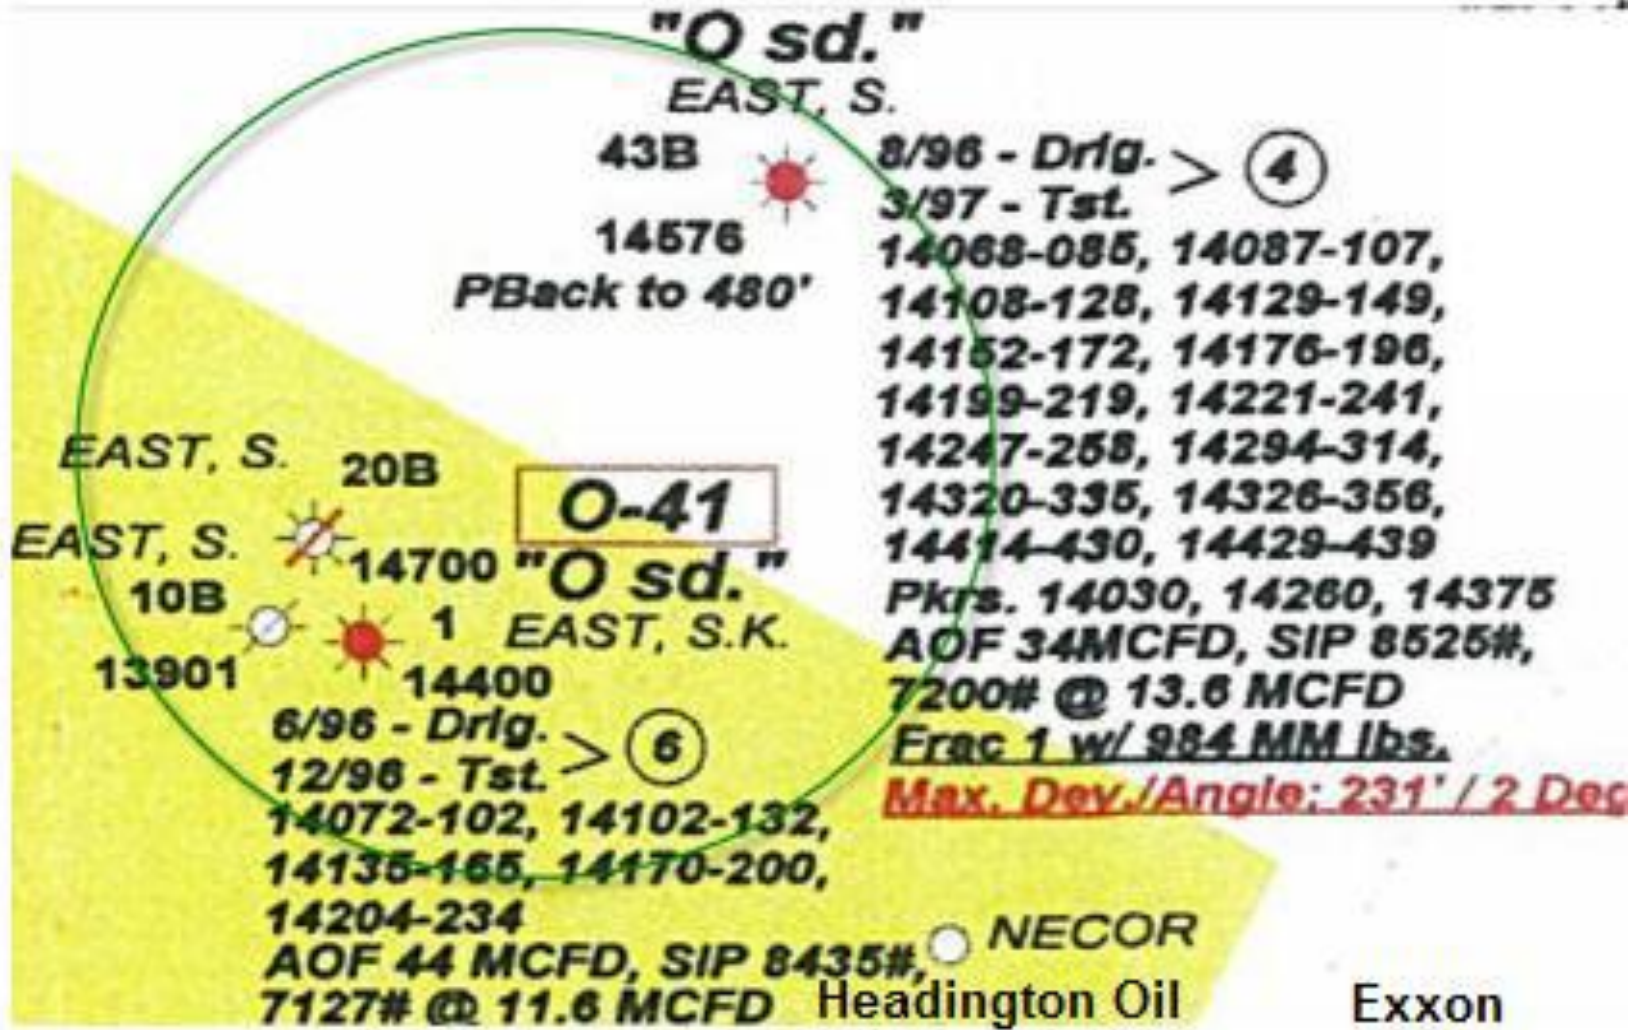 "O sd."
EAST, S.
43B
14576
PBack to 480'
8/96 - Drlg. > 4
3/97 - Tst.
14068-085, 14087-107,
14108-128, 14129-149,
14152-172, 14176-196,
14199-219, 14221-241,
14247-258, 14294-314,
14320-335, 14326-356,
14414-430, 14429-439
Pkrs. 14030, 14260, 14375
AOF 34MCFD, SIP 8525#,
7200# @ 13.6 MCFD
Frac 1 w/ 984 MM lbs.
Max. Dev./Angle: 231' / 2 Deg
EAST, S.
20B
14700
EAST, S.
10B
13901
O-41
"O sd."
EAST, S.K.
1
14400
6/96 - Drlg. > 6
12/96 - Tst.
14072-102, 14102-132,
14135-165, 14170-200,
14204-234
AOF 44 MCFD, SIP 8435#,
7127# @ 11.6 MCFD
NECOR
Headington Oil
Exxon